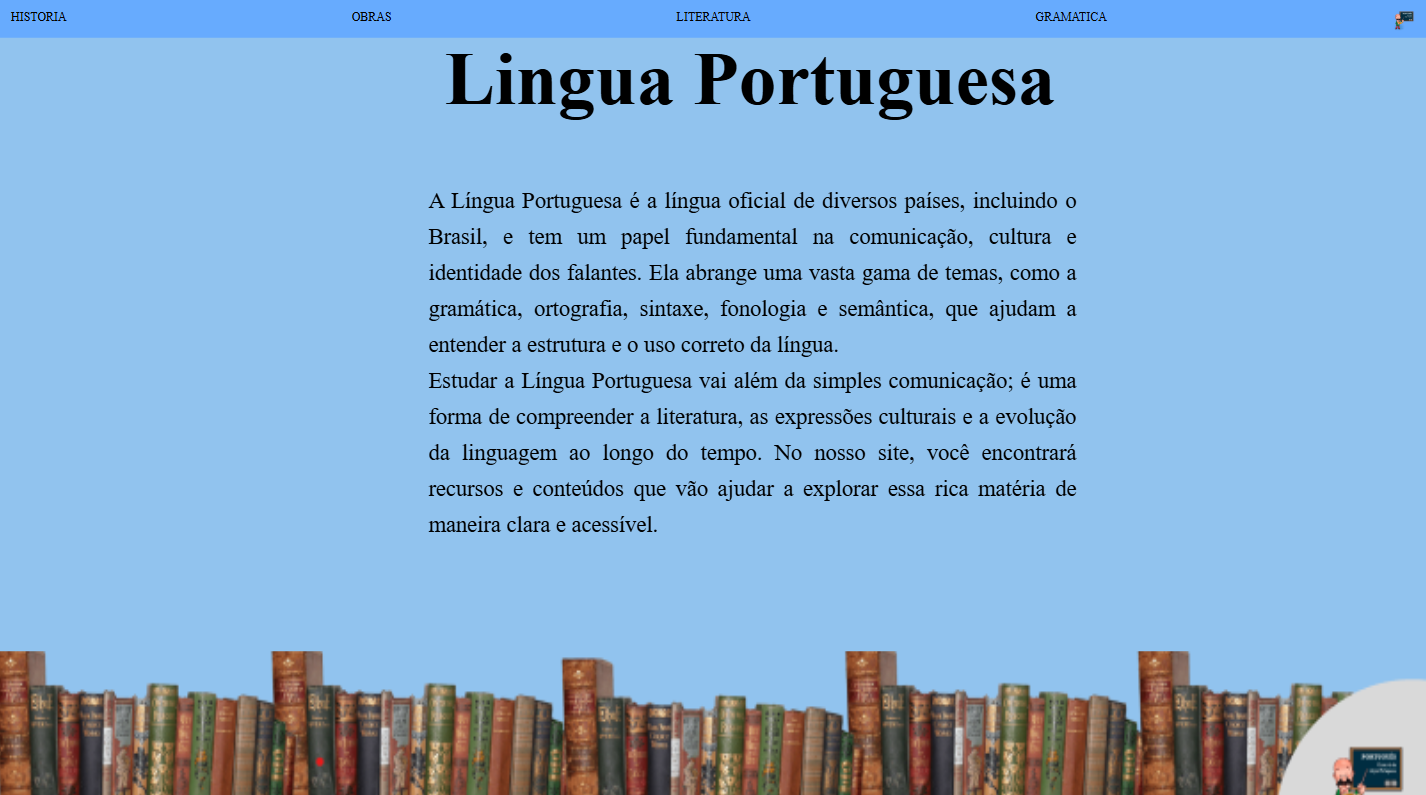 HISTORIA
OBRAS
LITERATURA
GRAMATICA
Lingua Portuguesa
A Língua Portuguesa é a língua oficial de diversos países, incluindo o
Brasil, e tem um papel fundamental na comunicação, cultura e
identidade dos falantes. Ela abrange uma vasta gama de temas, como a
gramática, ortografia, sintaxe, fonologia e semântica, que ajudam a
entender a estrutura e o uso correto da língua.
Estudar a Língua Portuguesa vai além da simples comunicação; é uma
forma de compreender a literatura, as expressões culturais e a evolução
da linguagem ao longo do tempo. No nosso site, você encontrará
recursos e conteúdos que vão ajudar a explorar essa rica matéria de
maneira clara e acessível.
PORTUGUÊS